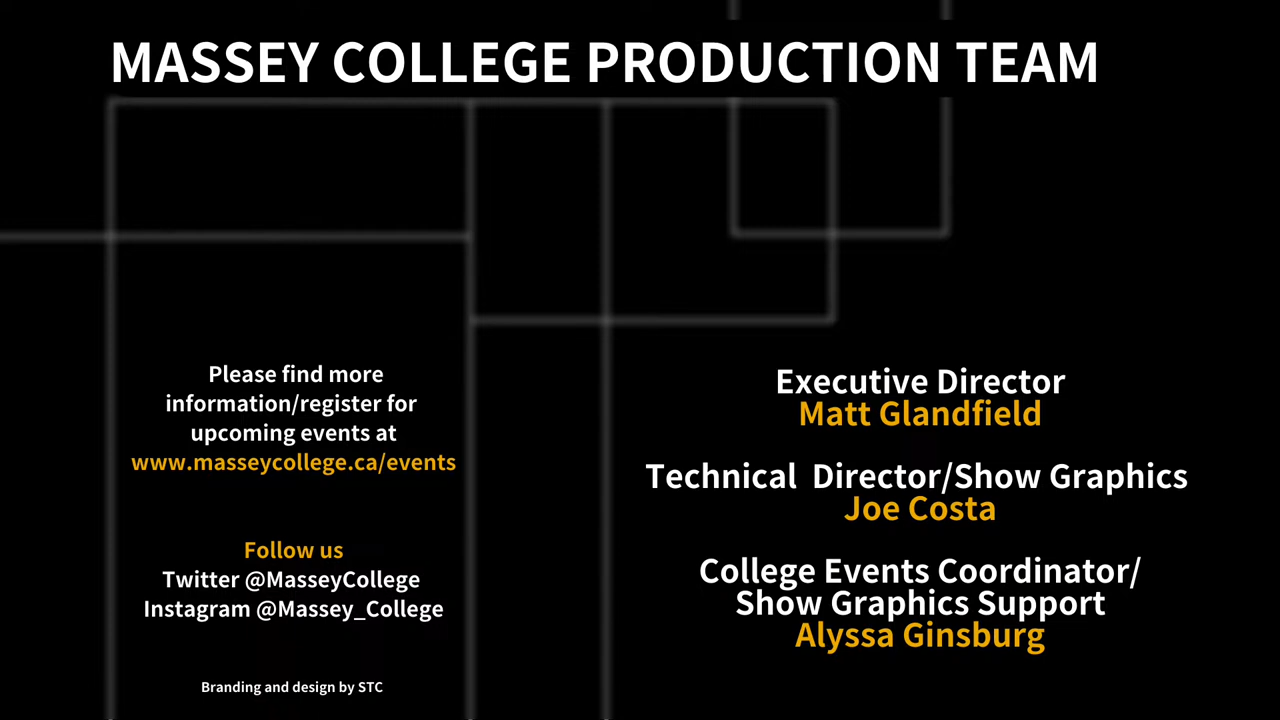 MASSEY COLLEGE PRODUCTION TEAM
Please find more
information/register for
upcoming events at
www.masseycollege.ca/events
Follow us
Twitter @MasseyCollege
Instagram @Massey_College
Branding and design by STC
Executive Director
Matt Glandfield
Technical Director/Show Graphics
Joe Costa
College Events Coordinator/
Show Graphics Support
Alyssa Ginsburg